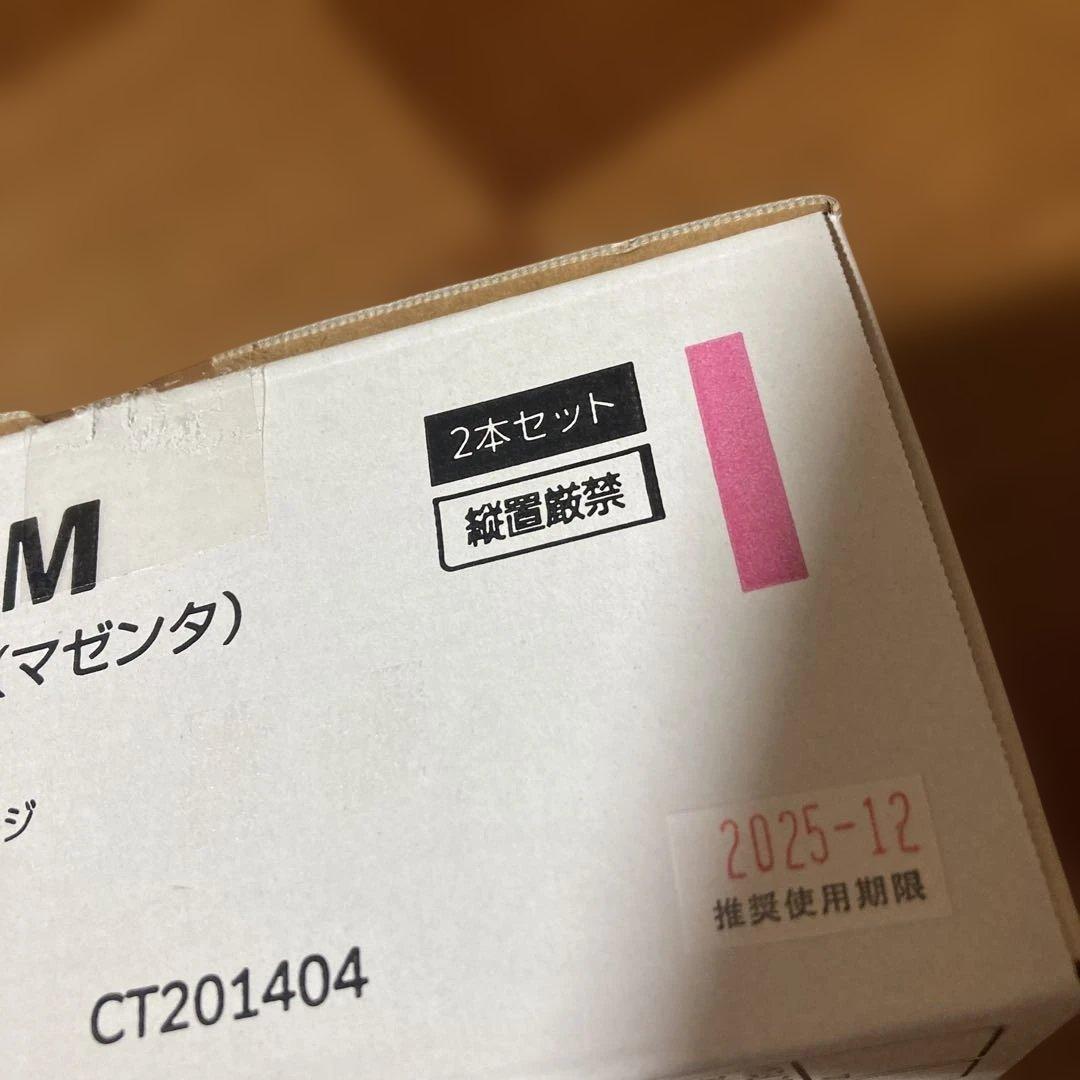 2本セット
縦置厳禁
M
(マゼンタ)
ジ
2025-12
推奨使用期限
CT201404